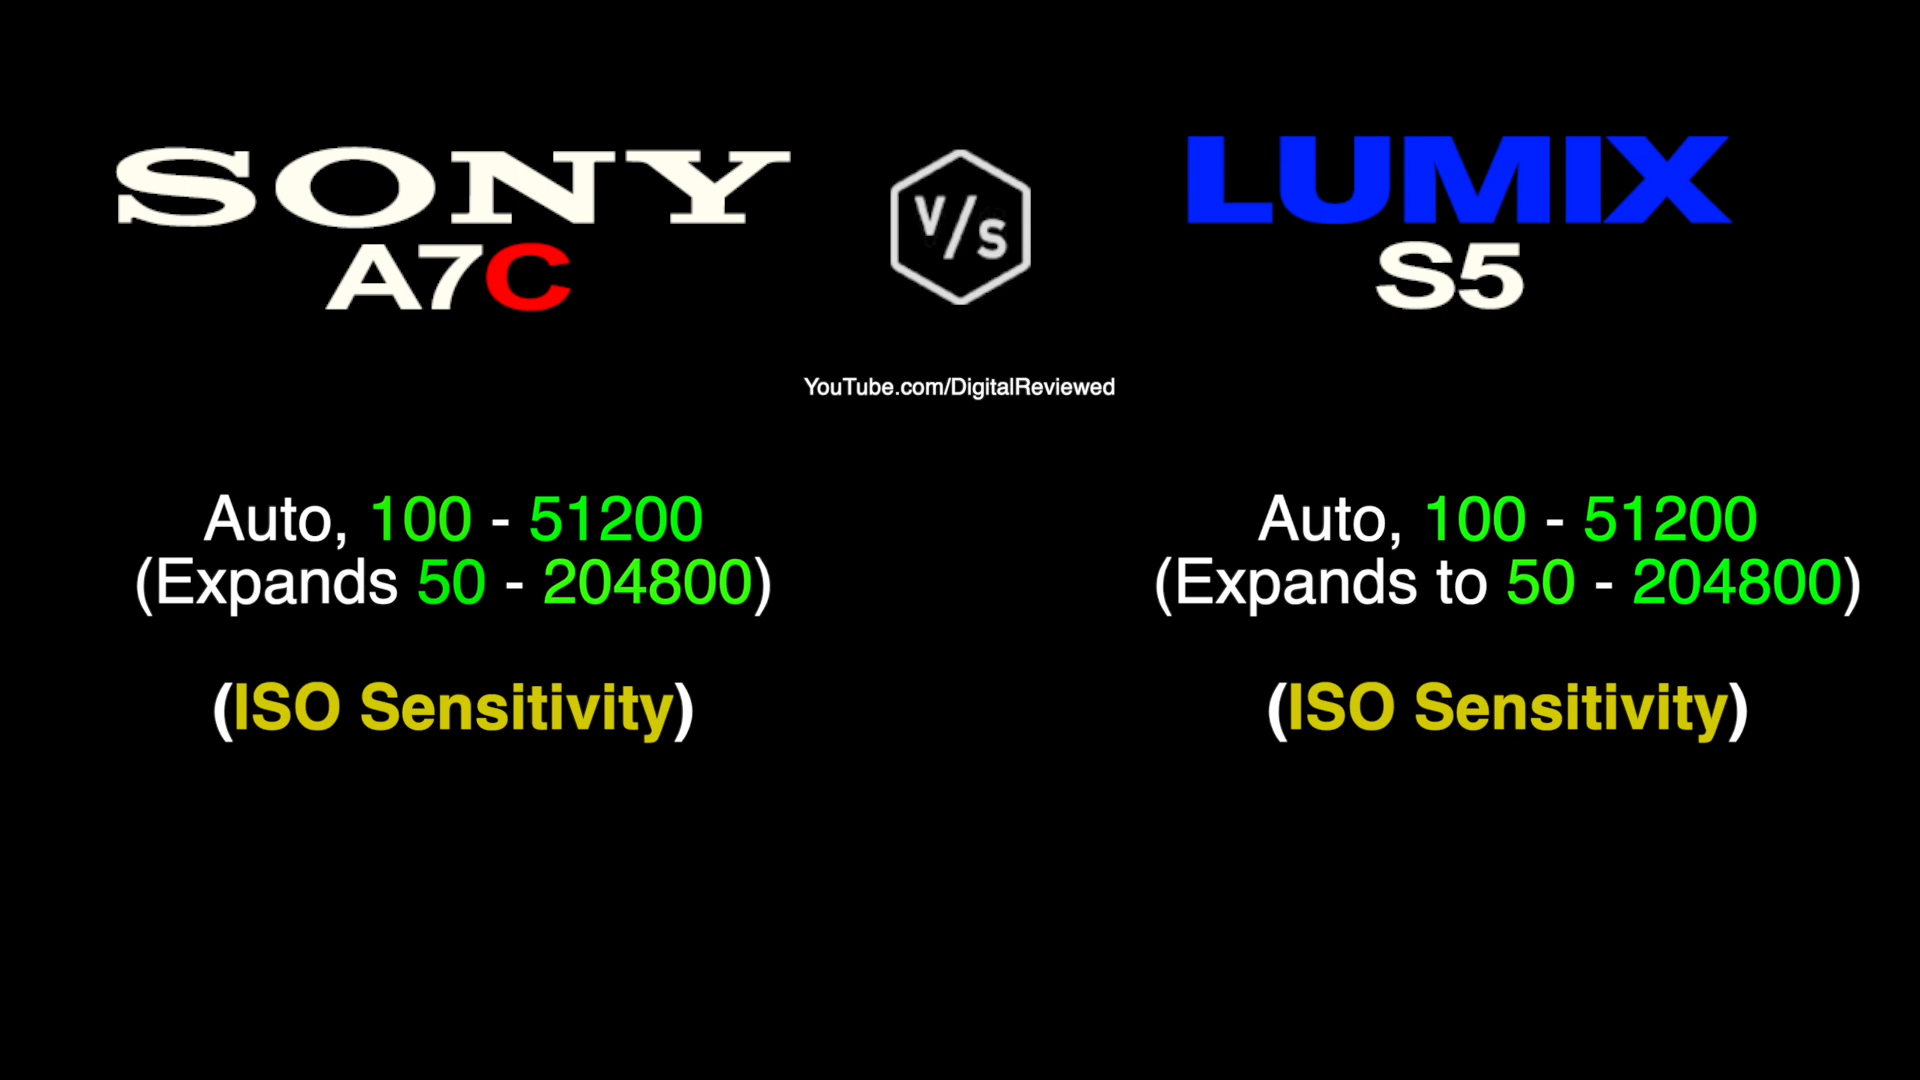 SONY
A7C
V/S
LUMIX
S5
YouTube.com/DigitalReviewed
Auto, 100 - 51200
(Expands 50 - 204800)
(ISO Sensitivity)
Auto, 100 - 51200
(Expands to 50 - 204800)
(ISO Sensitivity)